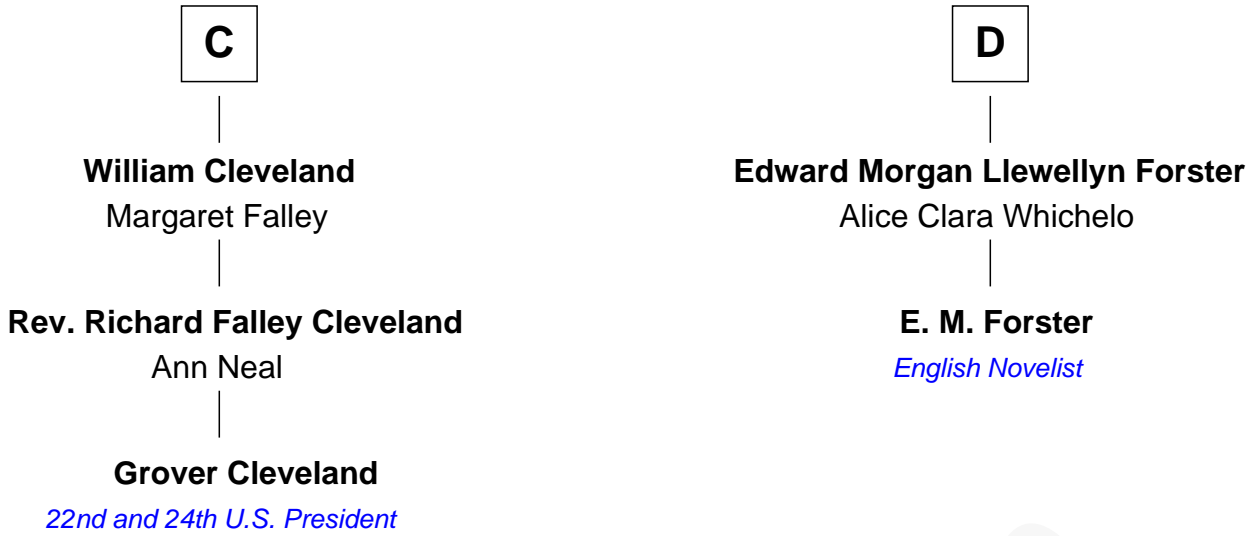 C
William Cleveland
Margaret Falley
Rev. Richard Falley Cleveland
Ann Neal
Grover Cleveland
22nd and 24th U.S. President
D
Edward Morgan Llewellyn Forster
Alice Clara Whichelo
E. M. Forster
English Novelist